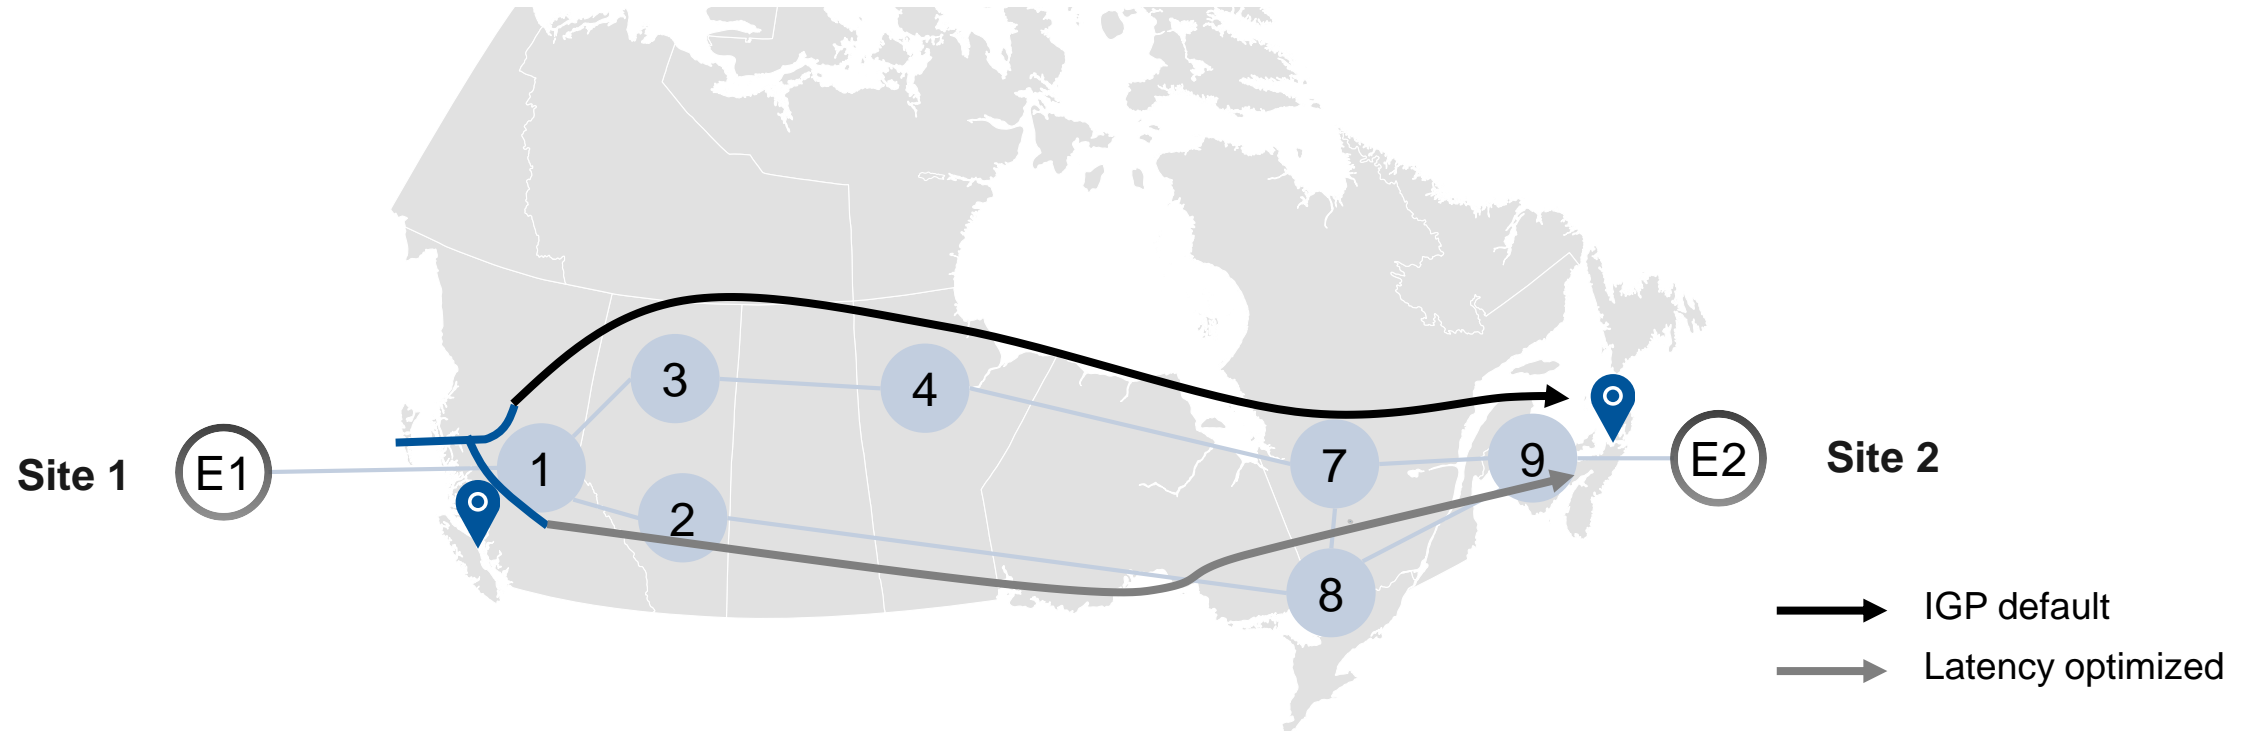 3
4
Site 1
E1
1
2
7
8
9
E2
Site 2
IGP default
Latency optimized